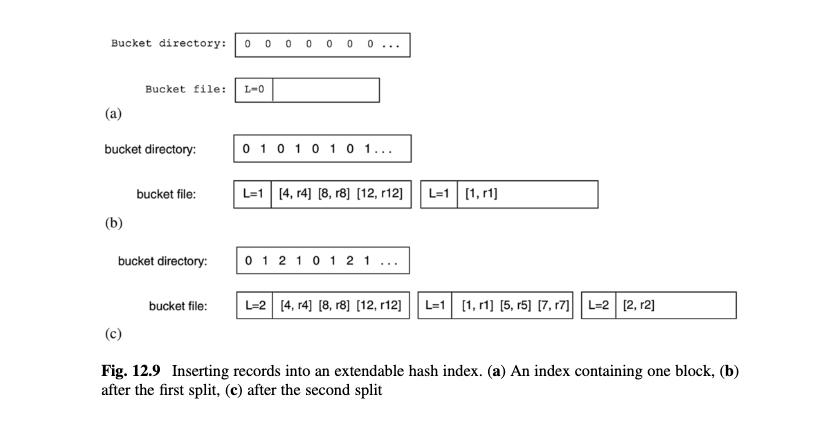 Bucket directory: 0 0 0 0 0 0 0 ...
Bucket file: L=0
(a)
bucket directory: 0 1 0 1 0 1 0 1...
bucket file: L=1 [4, r4] [8, r8] [12, r12] L=1 [1, r1]
(b)
bucket directory: 0 1 2 1 0 1 2 1 ...
bucket file: L=2 [4, r4] [8, r8] [12, r12] L=1 [1, r1] [5, r5] [7, r7] L=2 [2, r2]
(c)
Fig. 12.9 Inserting records into an extendable hash index. (a) An index containing one block, (b)
after the first split, (c) after the second split